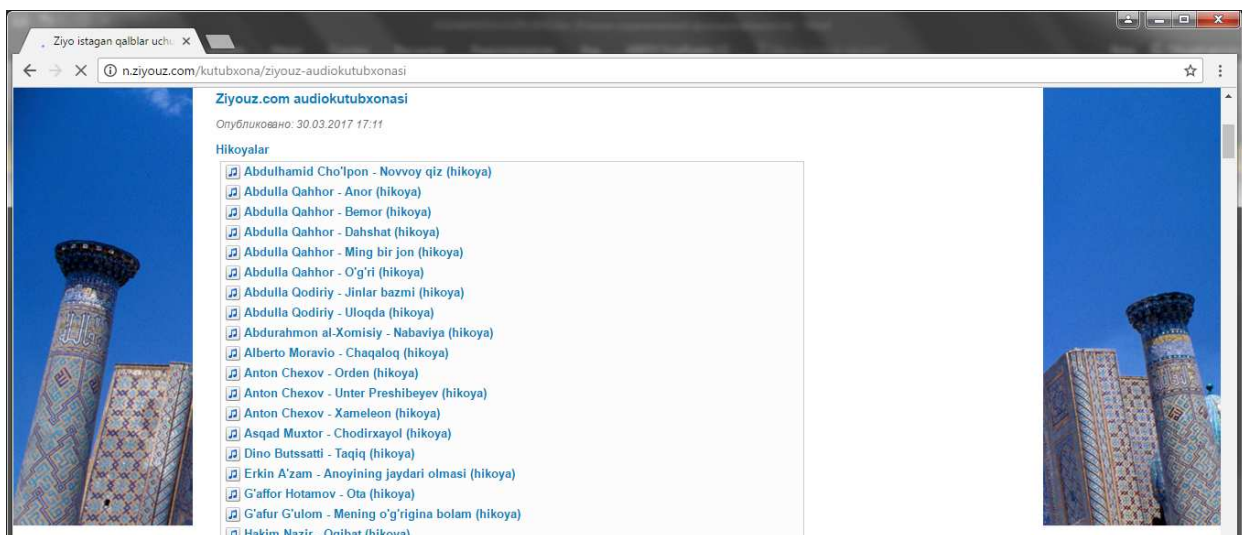 Ziyo istagan qalblar uchu
n.ziyouz.com/kutubxona/ziyouz-audiokutubxonasi
Ziyouz.com audiokutubxonasi
Опубликовано: 30.03.2017 17:11
Hikoyalar
Abdulhamid Cho'lpon - Novvoy qiz (hikoya)
Abdulla Qahhor - Anor (hikoya)
Abdulla Qahhor - Bemor (hikoya)
Abdulla Qahhor - Dahshat (hikoya)
Abdulla Qahhor - Ming bir jon (hikoya)
Abdulla Qahhor - O'g'ri (hikoya)
Abdulla Qodiriy - Jinlar bazmi (hikoya)
Abdulla Qodiriy - Uloqda (hikoya)
Abdurahmon al-Xomisiy - Nabaviya (hikoya)
Alberto Moravio - Chaqaloq (hikoya)
Anton Chexov - Orden (hikoya)
Anton Chexov - Unter Preshibeyev (hikoya)
Anton Chexov - Xameleon (hikoya)
Asqad Muxtor - Chodirxayol (hikoya)
Dino Butssatti - Taqiq (hikoya)
Erkin A'zam - Anoyining jaydari olmasi (hikoya)
G'affor Hotamov - Ota (hikoya)
G'afur G'ulom - Mening o'g'rigina bolam (hikoya)
Hakim Nazir - Oqibat (hikoya)